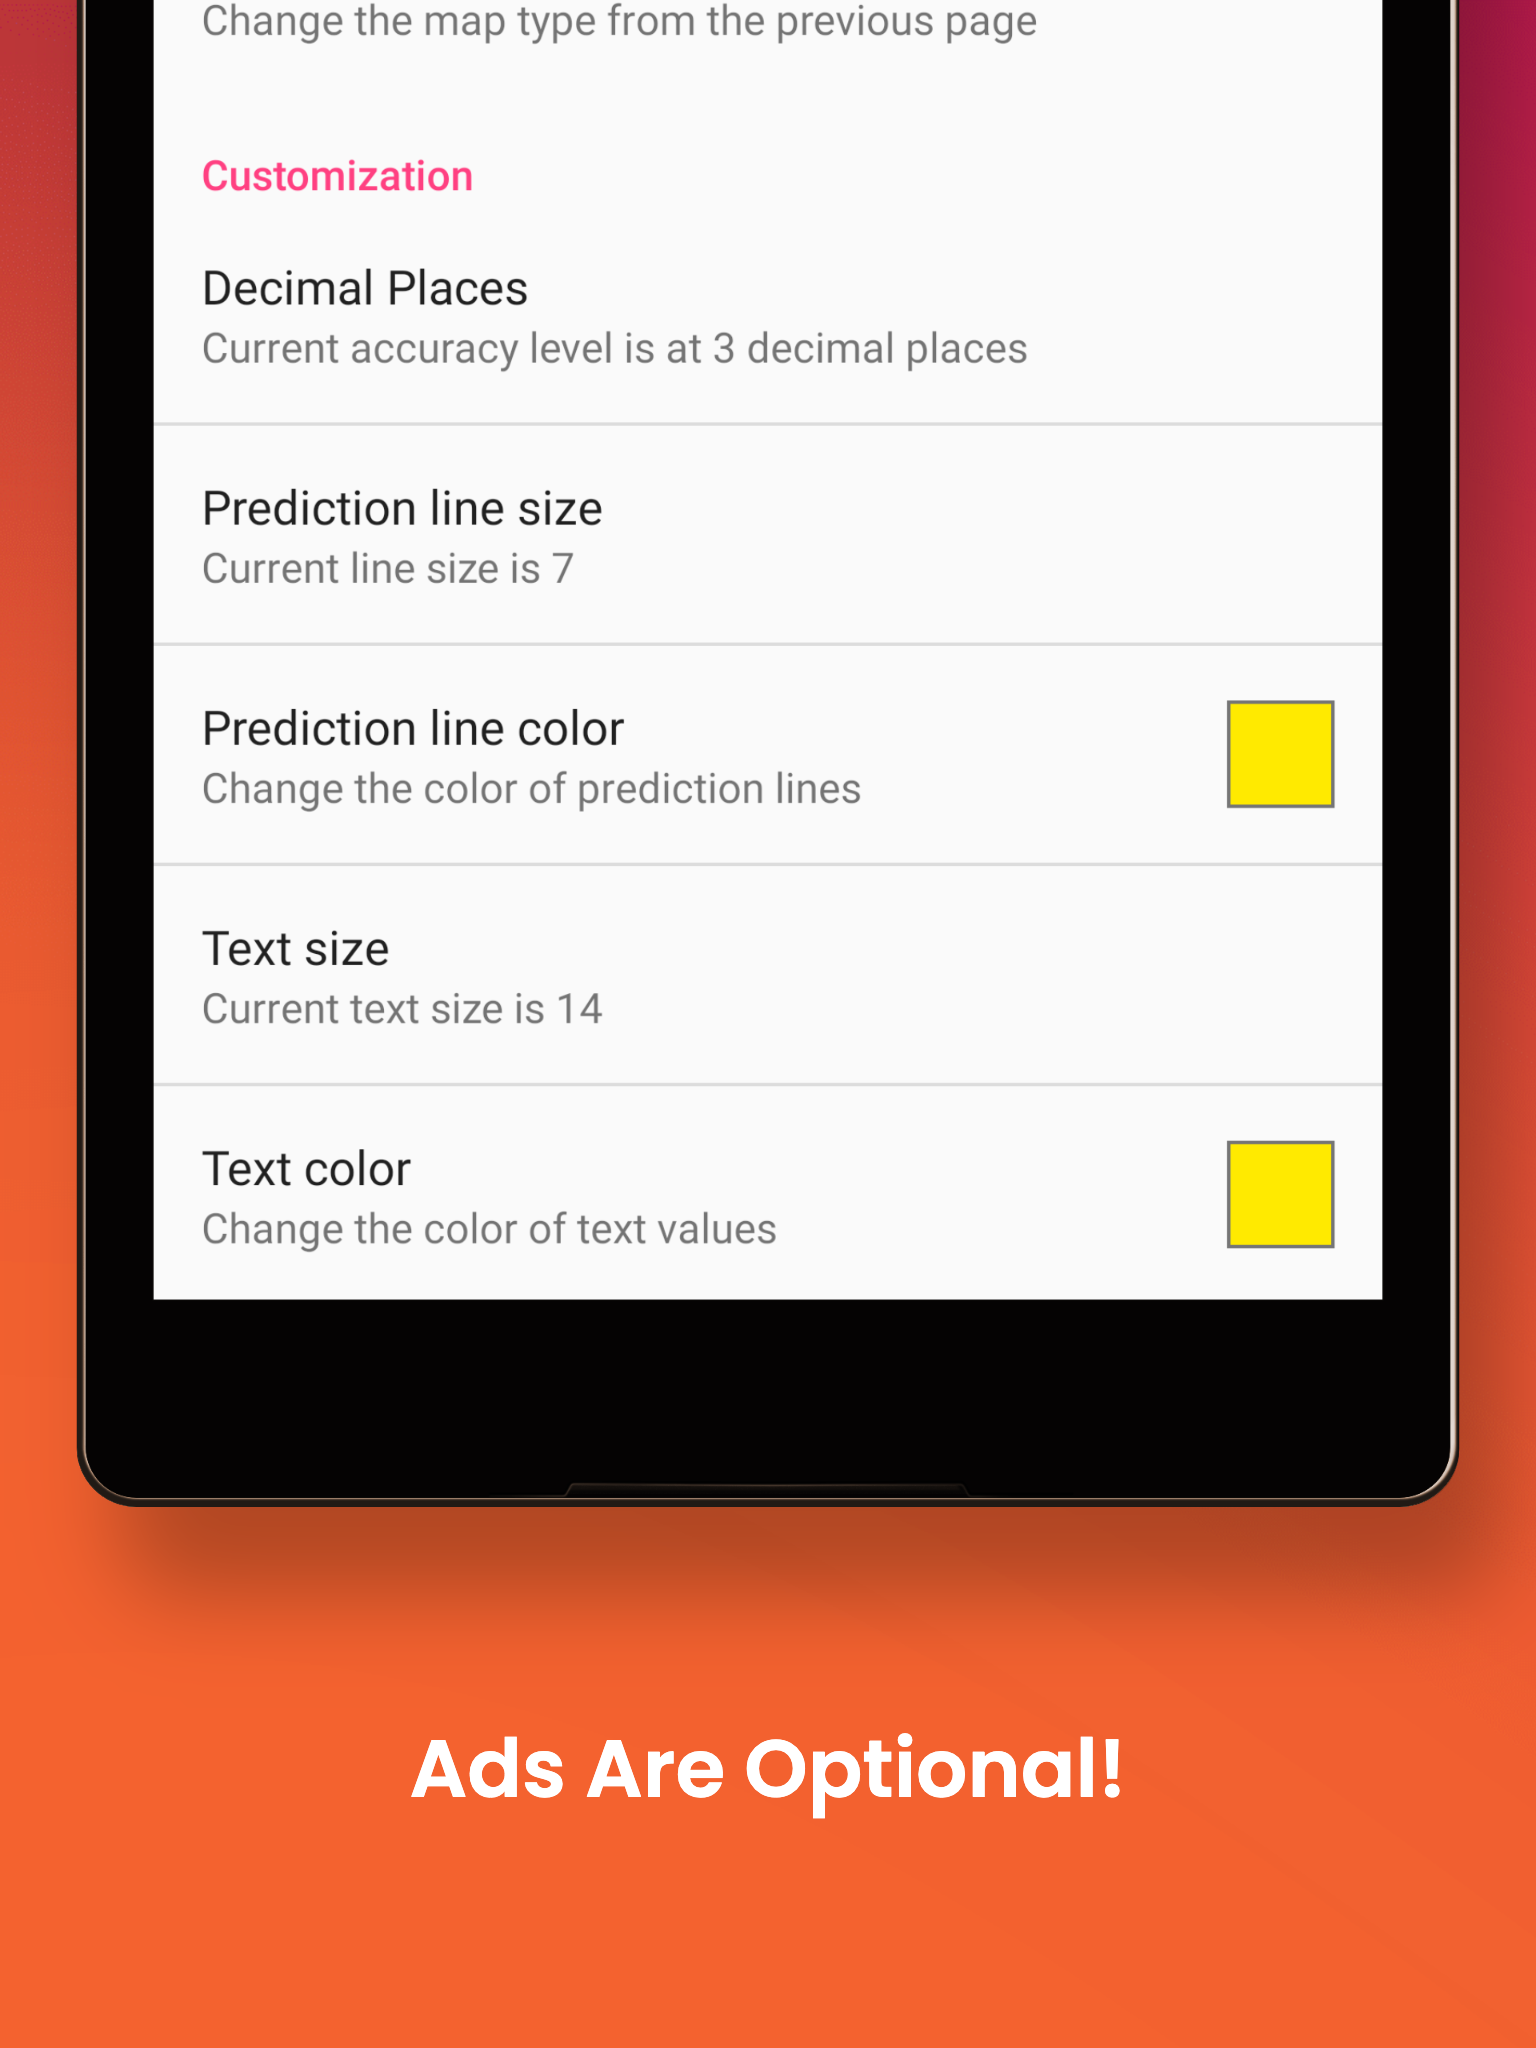 Change the map type from the previous page
Customization
Decimal Places
Current accuracy level is at 3 decimal places
Prediction line size
Current line size is 7
Prediction line color
Change the color of prediction lines
Text size
Current text size is 14
Text color
Change the color of text values
Ads Are Optional!